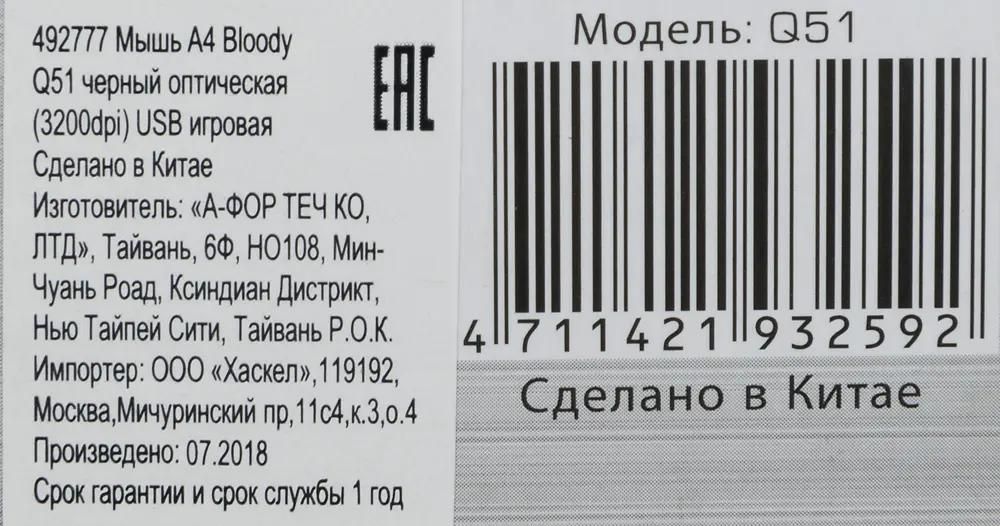 492777 Мышь A4 Bloody
Q51 черный оптическая
(3200dpi) USB игровая
Сделано в Китае
Изготовитель: «А-ФОР ТЕЧ КО,
ЛТД», Тайвань, 6Ф, НО108, Мин-
Чуань Роад, Ксиндиан Дистрикт,
Нью Тайпей Сити, Тайвань Р.О.К.
Импортер: ООО «Хаскел»,119192,
Москва,Мичуринский пр,11с4,к.3,о.4
Произведено: 07.2018
Срок гарантии и срок службы 1 год
EAC
Модель: Q51
4 711421 932592
Сделано в Китае